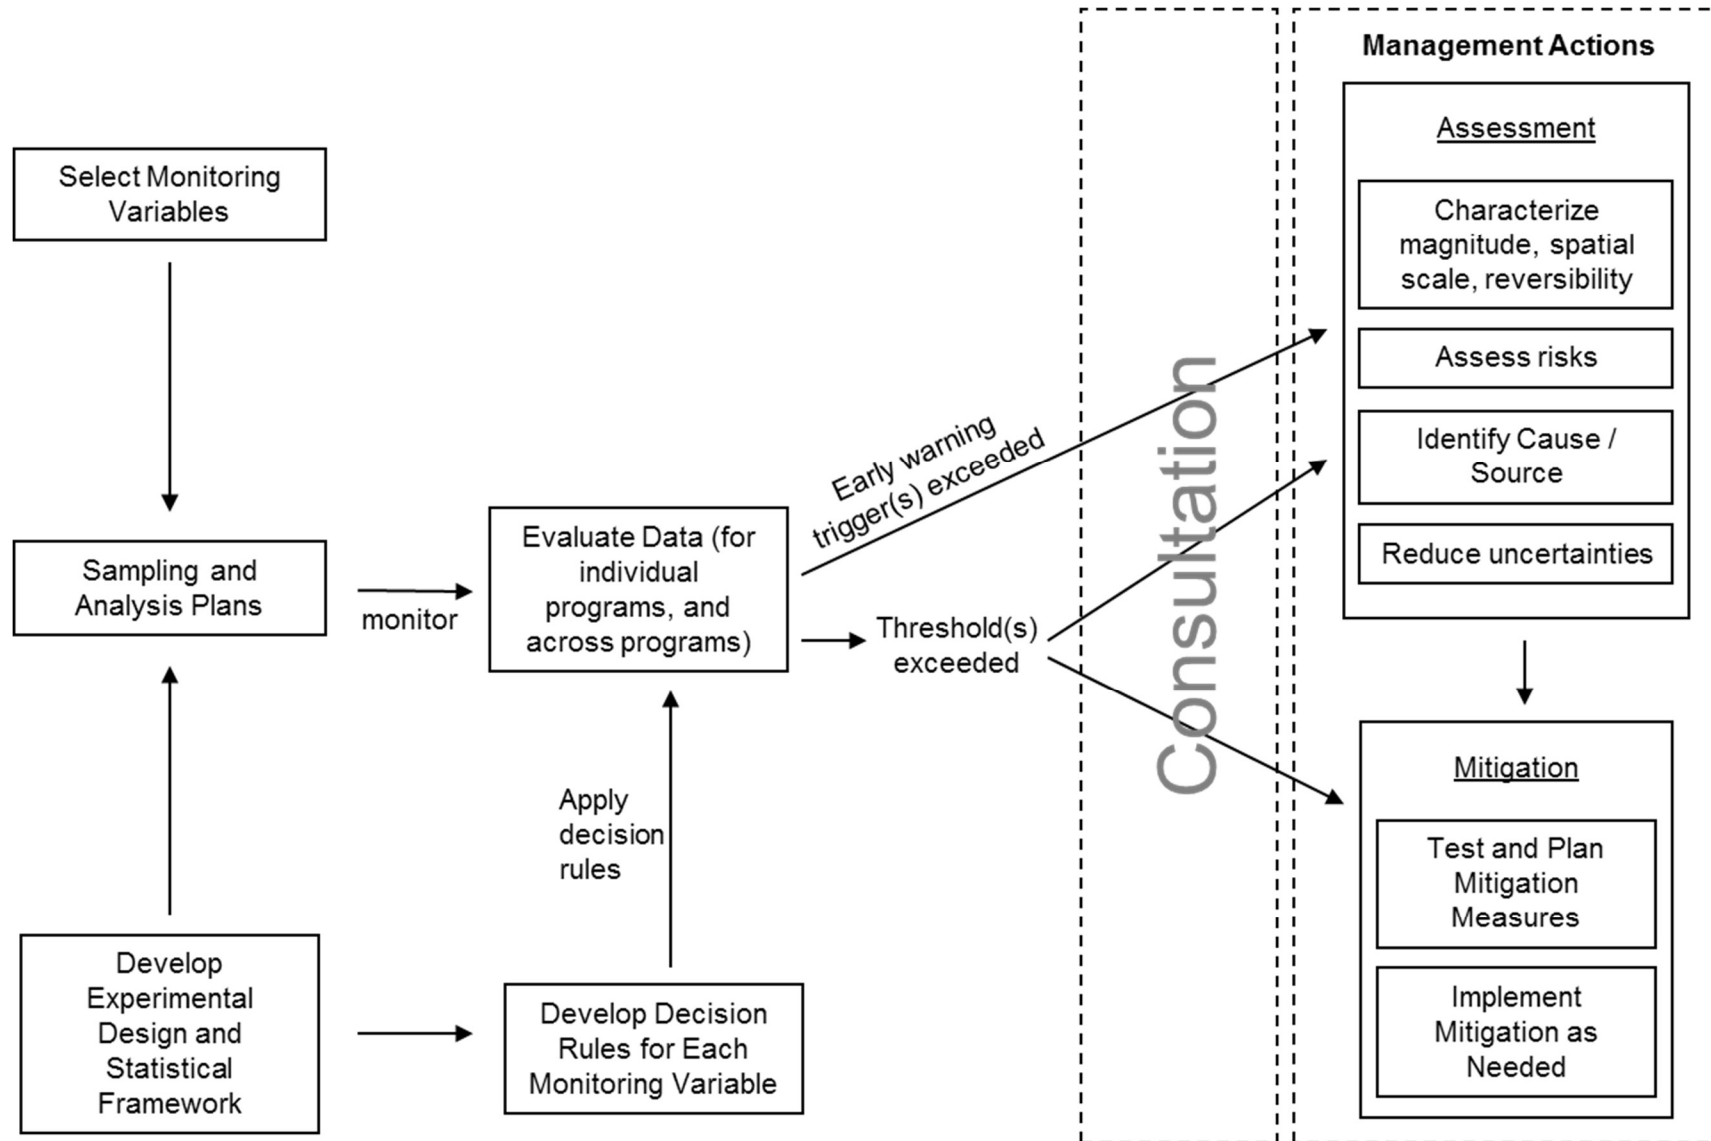 Select Monitoring
Variables
Sampling and
Analysis Plans
Develop
Experimental
Design and
Statistical
Framework
monitor
Evaluate Data (for
individual
programs, and
across programs)
Apply
decision
rules
Develop Decision
Rules for Each
Monitoring Variable
Early warning
trigger(s) exceeded
Threshold(s)
exceeded
Consultation
Management Actions
Assessment
Characterize
magnitude, spatial
scale, reversibility
Assess risks
Identify Cause /
Source
Reduce uncertainties
Mitigation
Test and Plan
Mitigation
Measures
Implement
Mitigation as
Needed